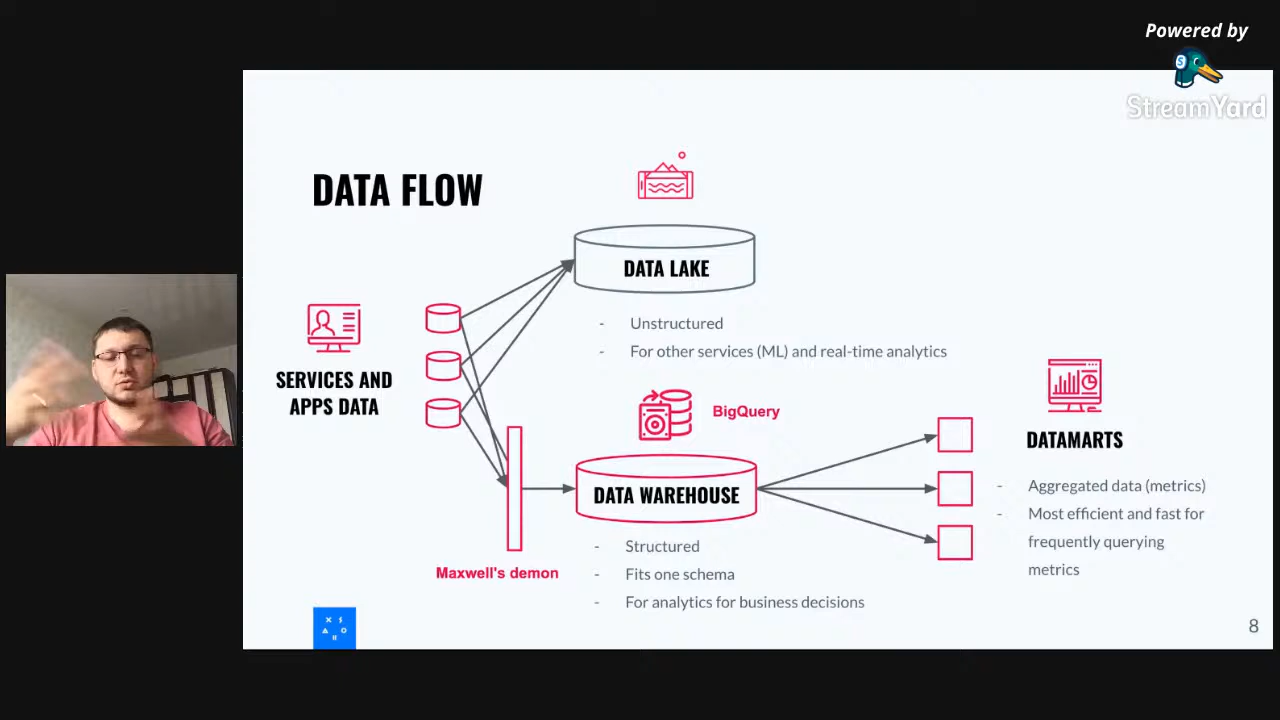 Powered by
StreamYard
DATA FLOW
DATA LAKE
- Unstructured
- For other services (ML) and real-time analytics
SERVICES AND
APPS DATA
BigQuery
DATA WAREHOUSE
Maxwell's demon
- Structured
- Fits one schema
- For analytics for business decisions
DATAMARTS
- Aggregated data (metrics)
- Most efficient and fast for
frequently querying
metrics
X S
A O
II
8